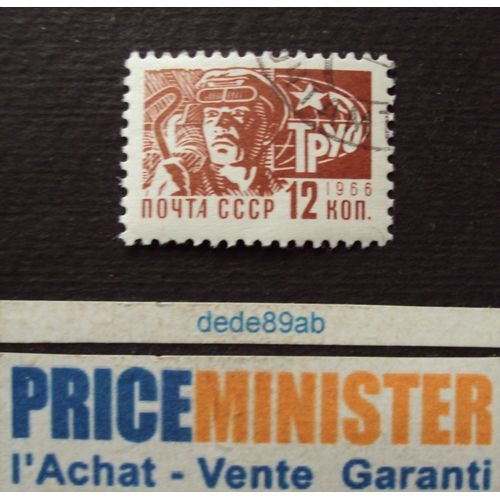 ТРУД
1966
ПОЧТА СССР 12 КОП.
dede89ab
PRICEMINISTER
l'Achat - Vente Garanti